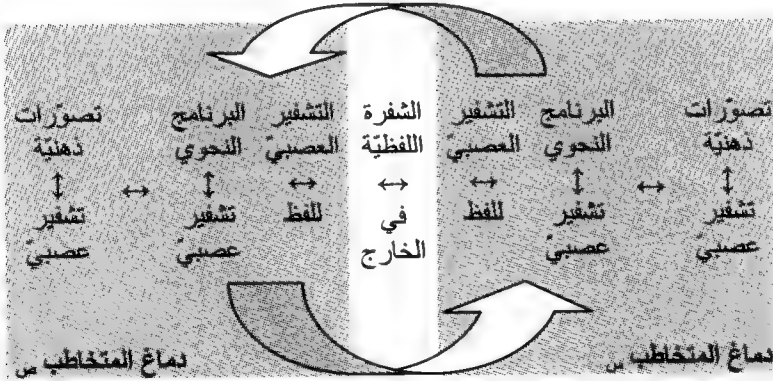 تصوّرات البرنامج التشفير الشفرة التشفير البرنامج تصوّرات
ذهنيّة النحوي العصبيّ اللفظيّة العصبيّ النحوي ذهنيّة
↕ ↔ ↕ ↔ ↔ ↔ ↕ ↔ ↕
تشفير تشفير للفظ في للفظ تشفير تشفير
عصبيّ عصبيّ الخارج عصبيّ عصبيّ
دماغ المتخاطب س دماغ المتخاطب ص